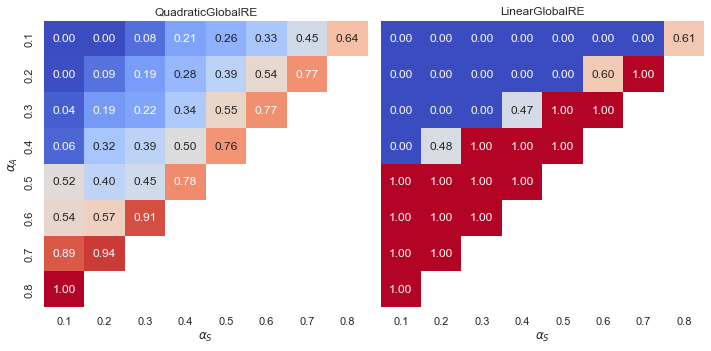 QuadraticGlobalRE LinearGlobalRE
0.1 0.00 0.00 0.08 0.21 0.26 0.33 0.45 0.64 0.00 0.00 0.00 0.00 0.00 0.00 0.00 0.61
0.2 0.00 0.09 0.19 0.28 0.39 0.54 0.77 0.00 0.00 0.00 0.00 0.00 0.60 1.00
0.3 0.04 0.19 0.22 0.34 0.55 0.77 0.00 0.00 0.00 0.47 1.00 1.00
0.4 0.06 0.32 0.39 0.50 0.76 0.00 0.48 1.00 1.00 1.00
α_A
0.5 0.52 0.40 0.45 0.78 1.00 1.00 1.00 1.00
0.6 0.54 0.57 0.91 1.00 1.00 1.00
0.7 0.89 0.94 1.00 1.00
0.8 1.00 1.00
0.1 0.2 0.3 0.4 0.5 0.6 0.7 0.8 0.1 0.2 0.3 0.4 0.5 0.6 0.7 0.8
α_S α_S